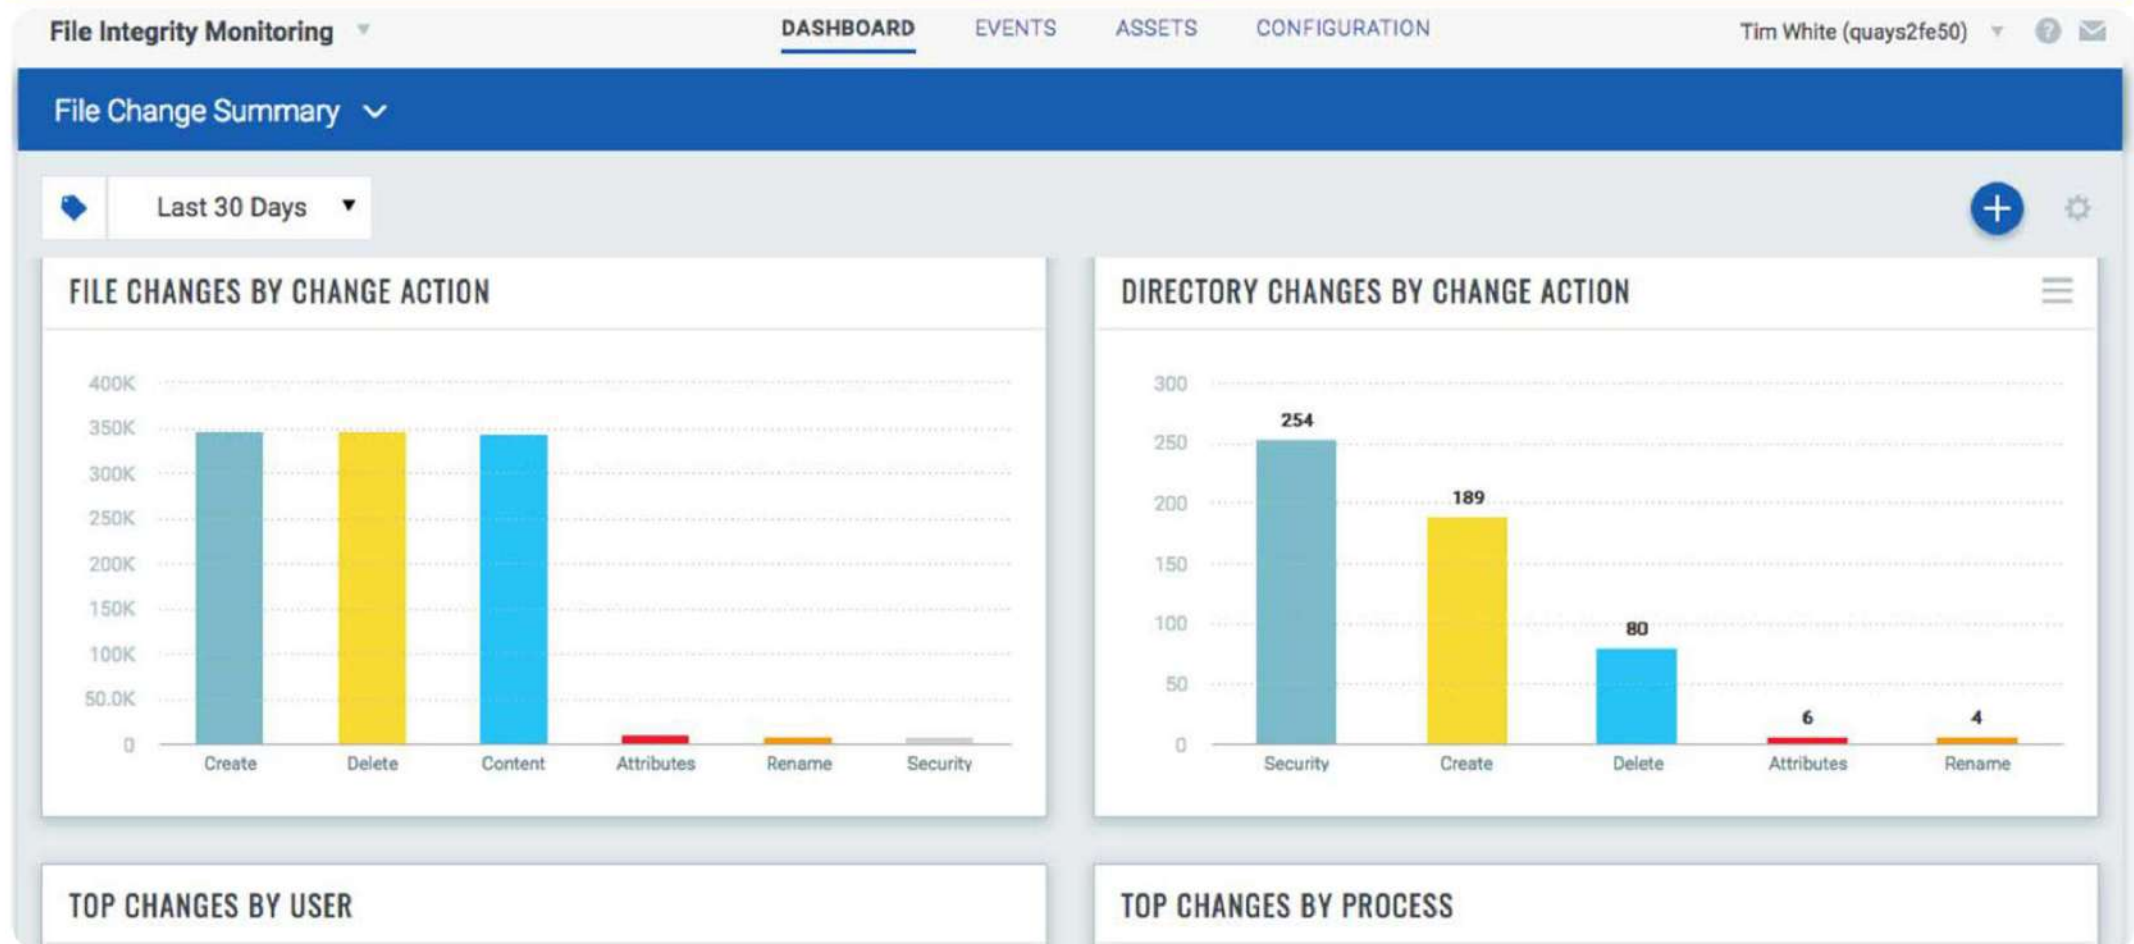 File Integrity Monitoring
DASHBOARD EVENTS ASSETS CONFIGURATION
Tim White (quays2fe50)
File Change Summary
Last 30 Days
FILE CHANGES BY CHANGE ACTION
400K
350K
300K
250K
200K
150K
100K
50.0K
0
Create Delete Content Attributes Rename Security
DIRECTORY CHANGES BY CHANGE ACTION
300
250
200
150
100
50
0
254
189
80
6
4
Security Create Delete Attributes Rename
TOP CHANGES BY USER
TOP CHANGES BY PROCESS